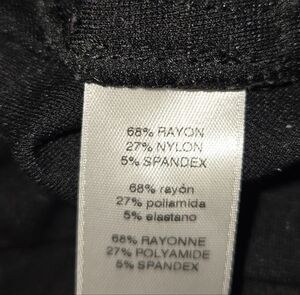 68% RAYON
27% NYLON
5% SPANDEX
68% rayón
27% poliamida
5% elastano
68% RAYONNE
27% POLYAMIDE
5% SPANDEX